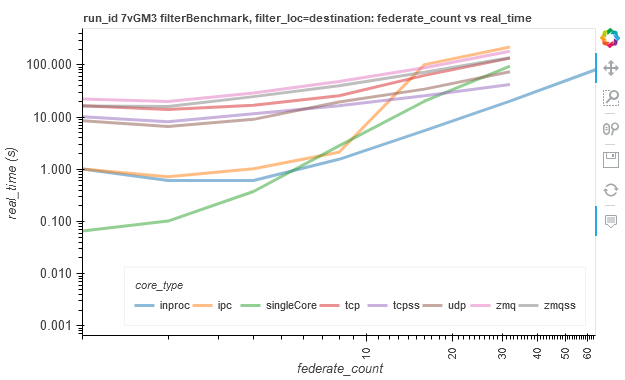 run_id 7vGM3 filterBenchmark, filter_loc=destination: federate_count vs real_time
real_time (s)
100.000
10.000
1.000
0.100
0.010
0.001
core_type
inproc ipc singleCore tcp tcpss udp zmq zmqss
10 20 30 40 50 60
federate_count